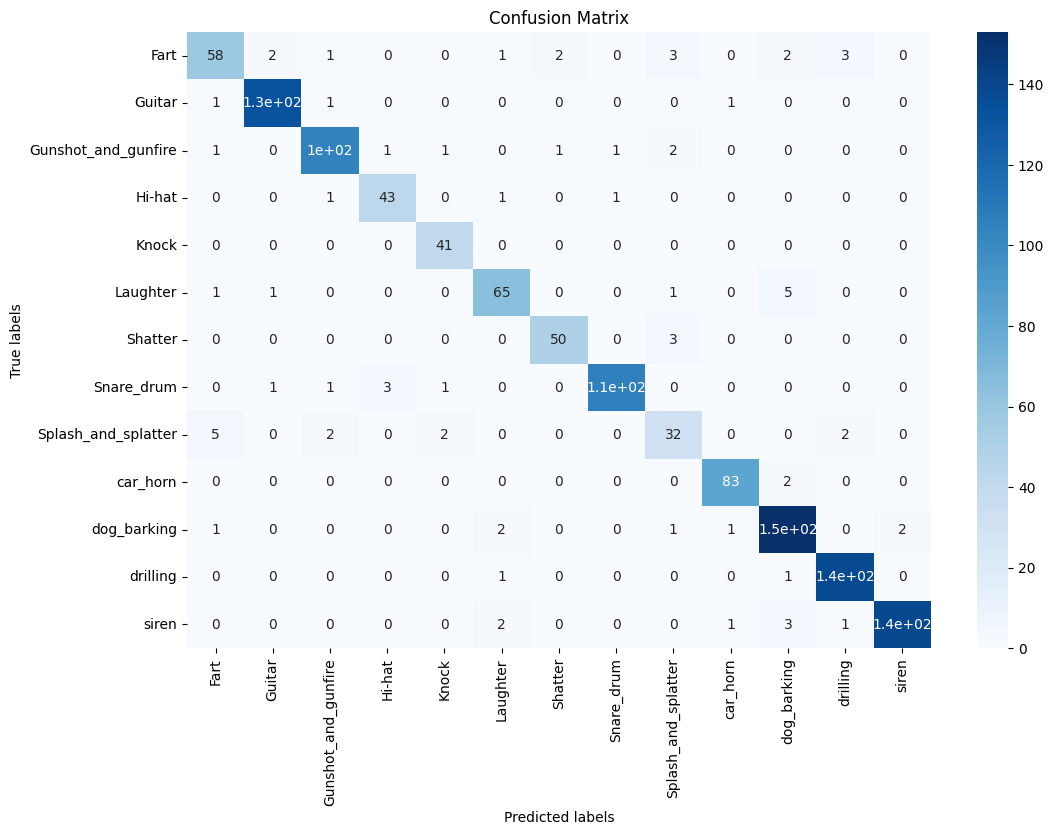 Confusion Matrix
True labels
Fart 58 2 1 0 0 1 2 3 0 2 3 0
Guitar 1 1.3e+02 1 0 0 0 0 0 0 1 0 0 0
Gunshot_and_gunfire 1 0 1e+02 1 1 0 1 1 2 0 0 0 0
Hi-hat 0 0 1 43 0 1 0 1 0 0 0 0 0
Knock 0 0 0 0 41 0 0 0 0 0 0 0 0
Laughter 1 1 0 0 0 65 0 0 1 0 5 0 0
Shatter 0 0 0 0 0 0 50 0 3 0 0 0 0
Snare_drum 0 1 1 3 1 0 0 1.1e+02 0 0 0 0 0
Splash_and_splatter 5 0 2 0 2 0 0 0 32 0 0 2 0
car_horn 0 0 0 0 0 0 0 0 0 83 2 0 0
dog_barking 1 0 0 0 0 2 0 0 1 1 1.5e+02 0 2
drilling 0 0 0 0 0 1 0 0 0 0 1 1.4e+02 0
siren 0 0 0 0 0 2 0 0 0 1 3 1 1.4e+02
Fart
Guitar
Gunshot_and_gunfire
Hi-hat
Knock
Laughter
Shatter
Snare_drum
Splash_and_splatter
car_horn
dog_barking
drilling
siren
Predicted labels
140
120
100
80
60
40
20
0